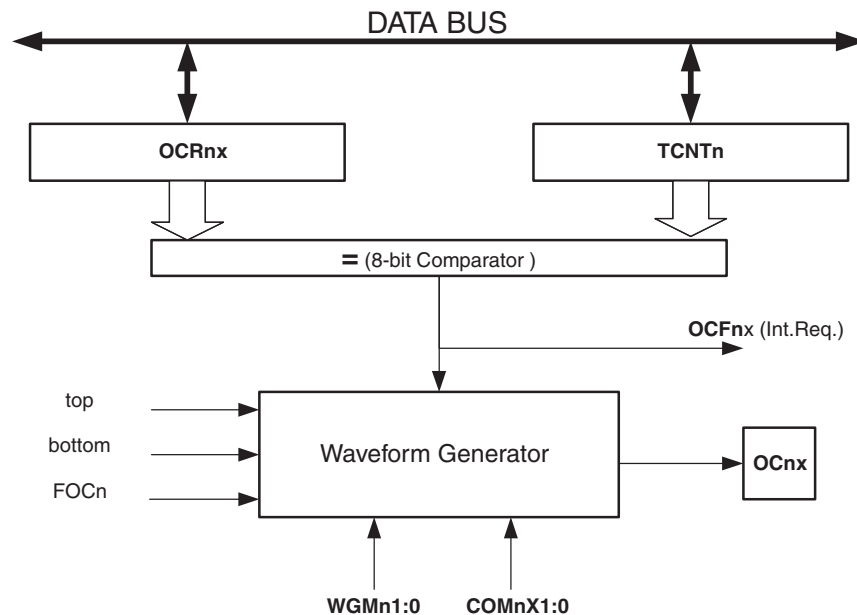 DATA BUS
OCRnx
TCNTn
= (8-bit Comparator )
OCFnx (Int.Req.)
top
bottom
FOCn
Waveform Generator
OCnx
WGMn1:0
COMnX1:0